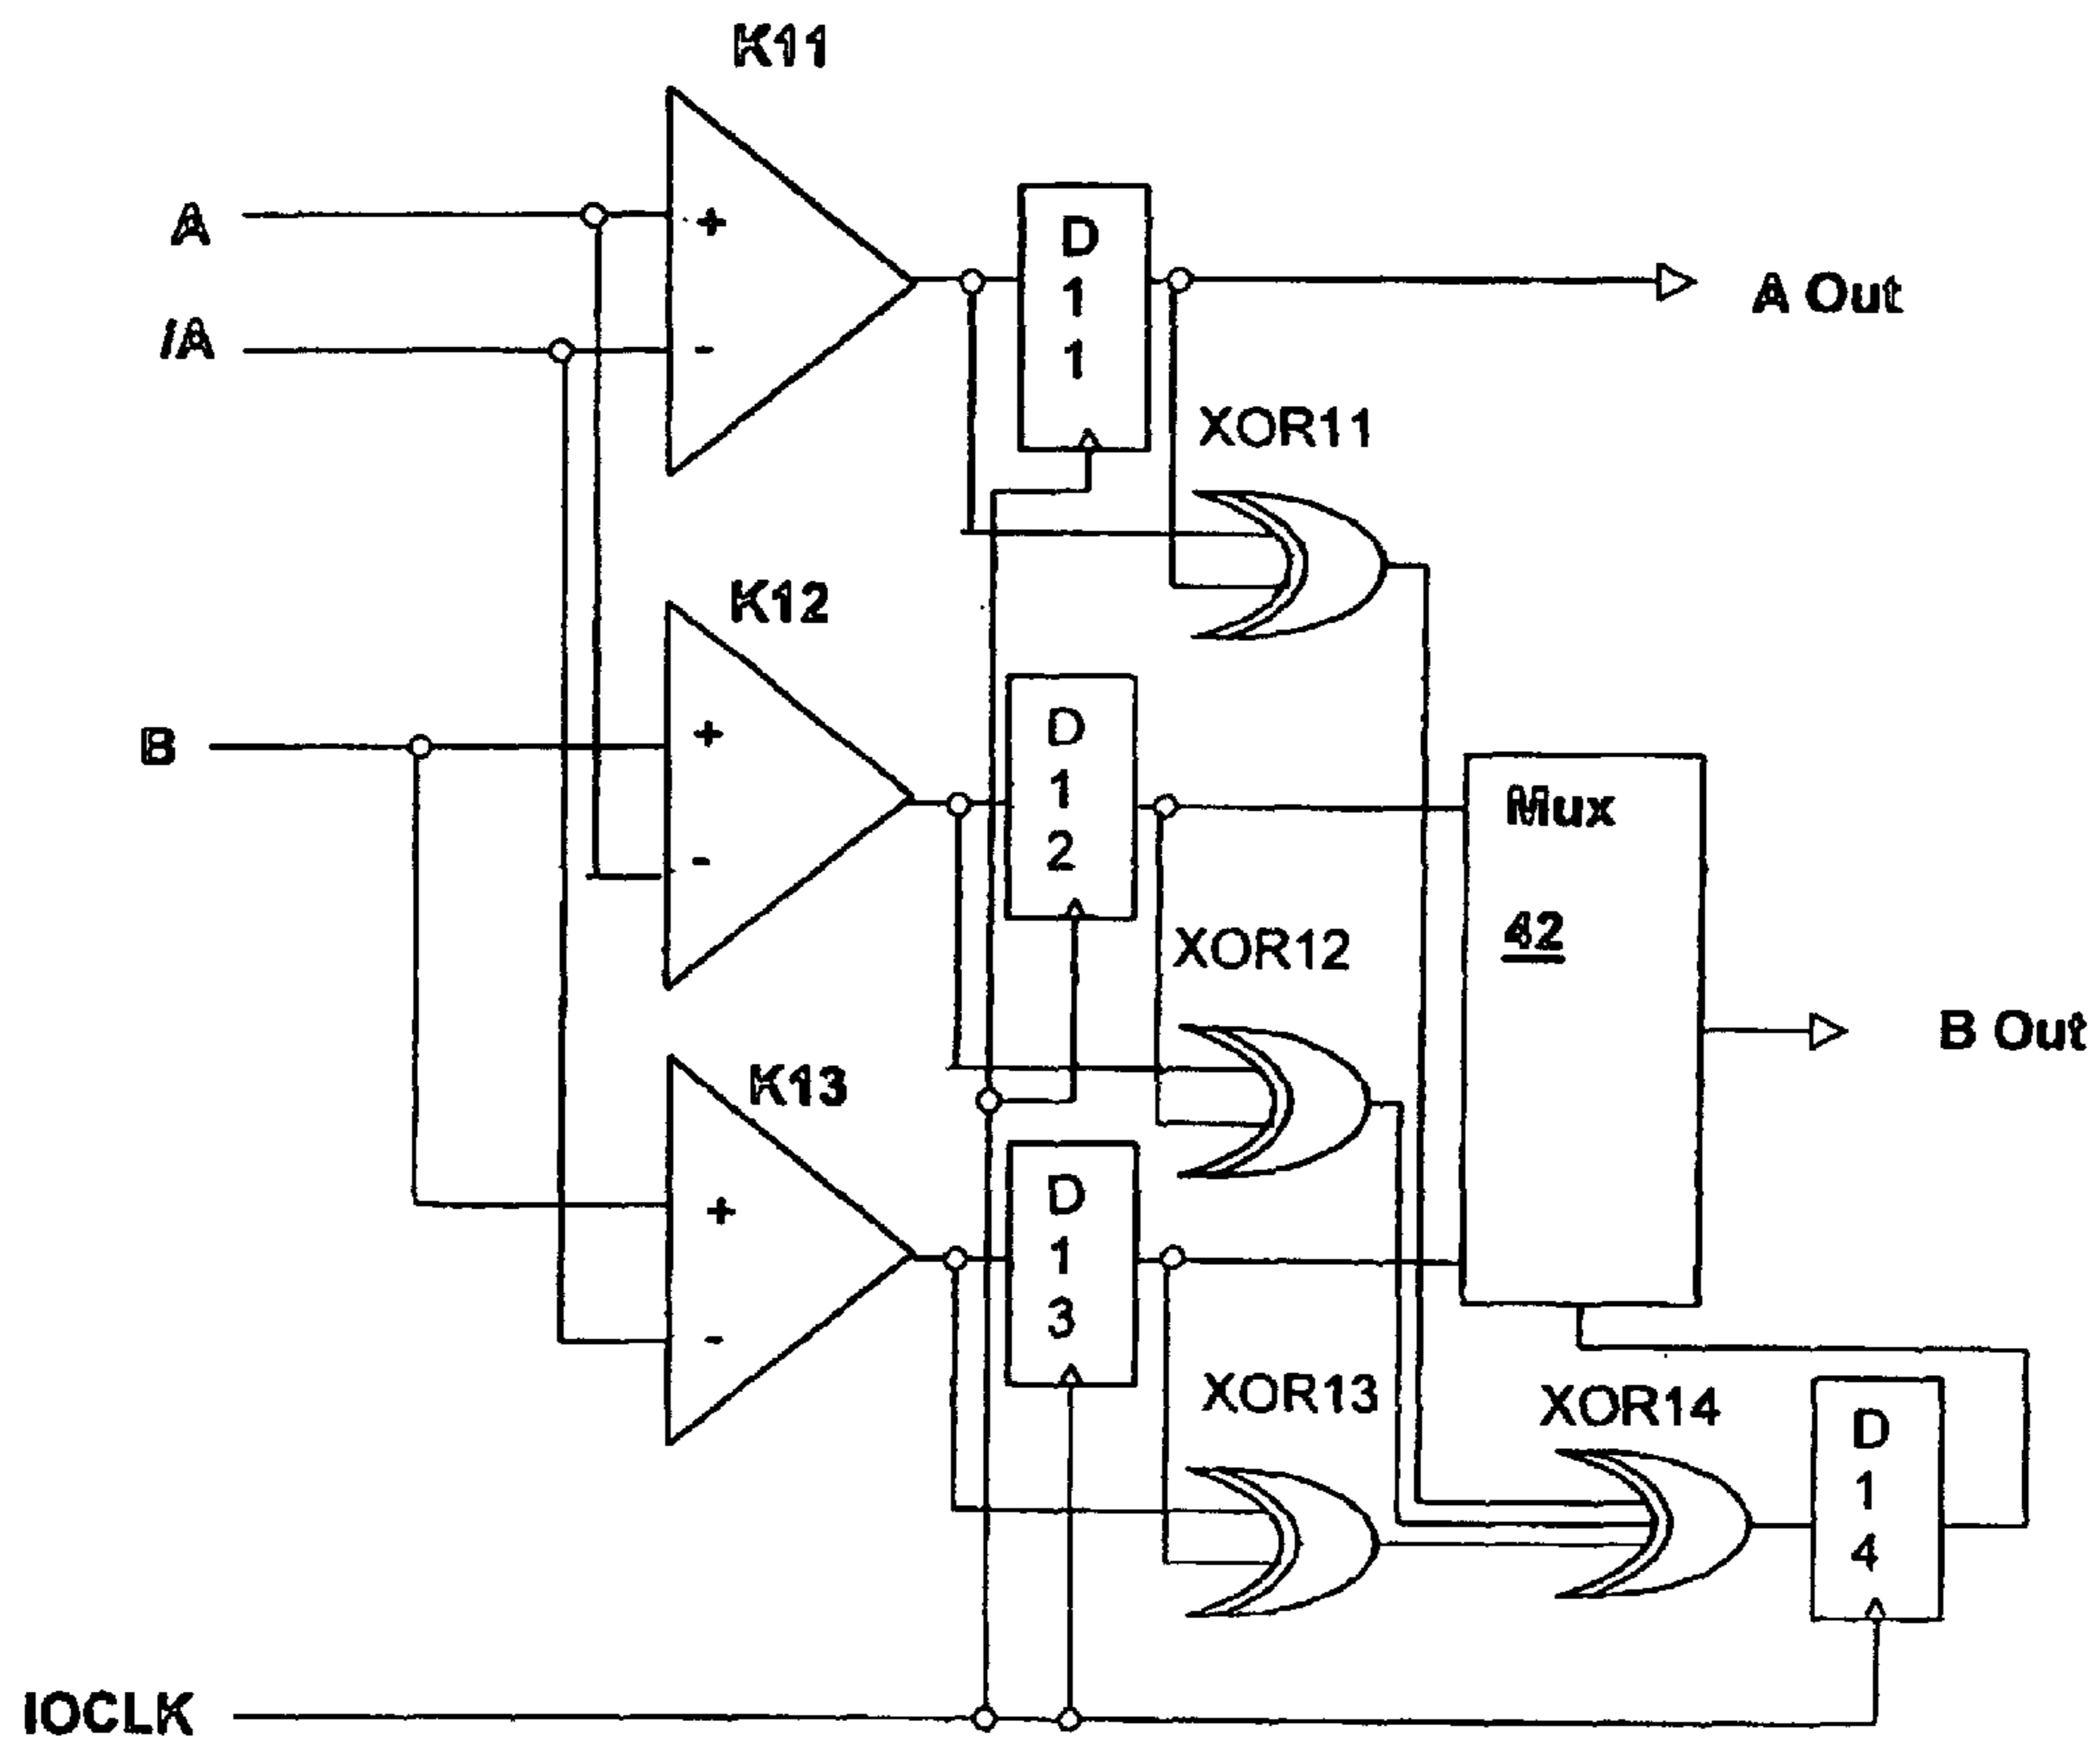 K11
A
+
D
1
1
A Out
/A
-
XOR11
K12
B
+
D
1
2
Mux
-
42
XOR12
B Out
K13
+
D
1
3
-
XOR13
XOR14
D
1
4
IOCLK